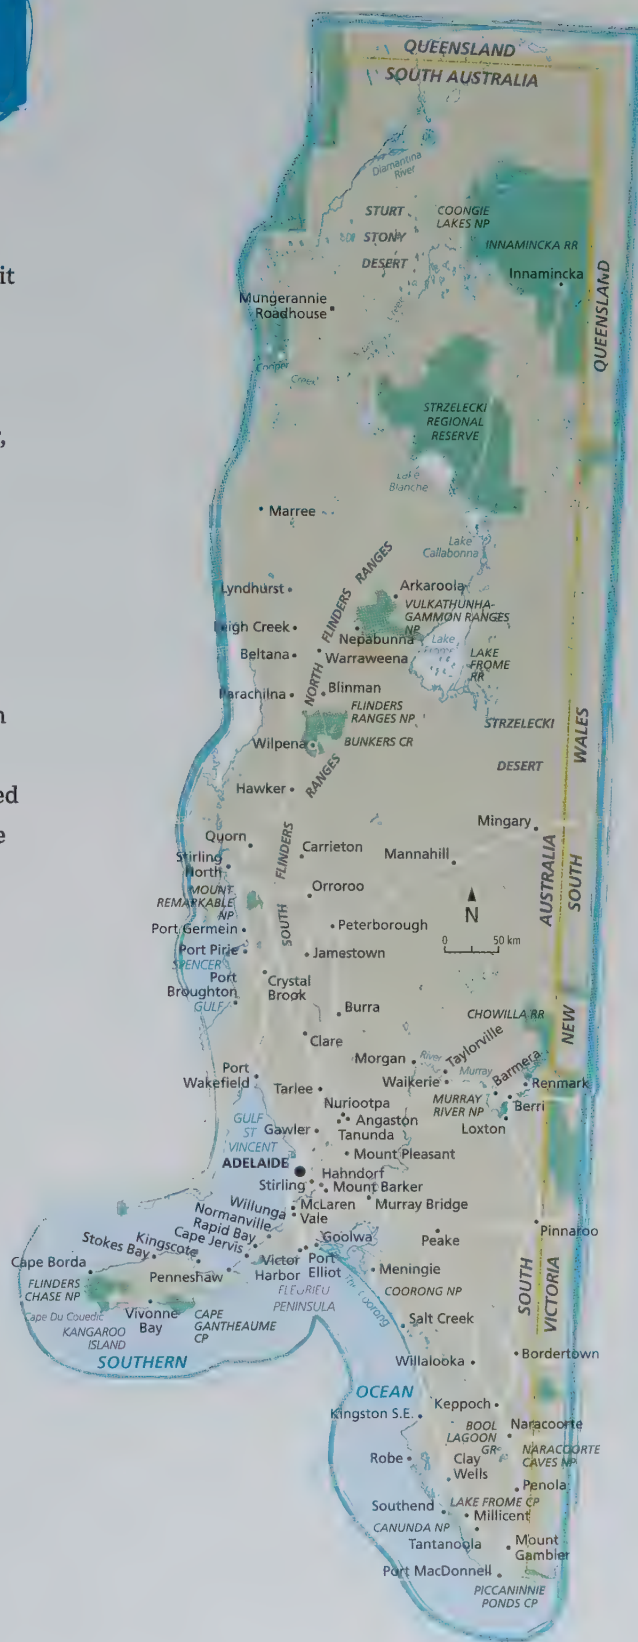 QUEENSLAND
SOUTH AUSTRALIA
Diamantina
River
it
STURT
STONY
DESERT
COONGIE
LAKES NP
INNAMINCKA RR
Innamincka
QUEENSLAND
Mungerannie
Roadhouse
Cooper
Creek
STRZELECKI
REGIONAL
RESERVE
Lake
Blanche
Marree
Lake
Callabonna
Lyndhurst
Arkaroola
VULKATHUNHA-
GAMMON RANGES
NP
Leigh Creek
Nepabunna
NORTH FLINDERS RANGES
Beltana
Warraweena
Lake
Frome
LAKE
FROME
RR
Parachilna
Blinman
FLINDERS
RANGES NP
STRZELECKI
DESERT
Wilpena
BUNKERS CR
Hawker
SOUTH FLINDERS RANGES
ed
e
Mingary
Quorn
Carrieton
Mannahill
Stirling
North
MOUNT
REMARKABLE
NP
Orroroo
N
0 50 km
SOUTH AUSTRALIA
NEW SOUTH WALES
Port Germein
Peterborough
Port Pirie
Jamestown
SPENCER
GULF
Port
Broughton
Crystal
Brook
Burra
CHOWILLA RR
Clare
Morgan
River
Murray
Taylorville
Barmera
Port
Wakefield
Waikerie
Renmark
Tarlee
MURRAY
RIVER NP
Berri
Nuriootpa
Angaston
Loxton
GULF
ST
VINCENT
Gawler
Tanunda
Mount Pleasant
ADELAIDE
Hahndorf
Stirling
Mount Barker
Willunga
McLaren
Vale
Murray Bridge
Normanville
Rapid Bay
Cape Jervis
Goolwa
Peake
Pinnaroo
Stokes Bay
Kingscote
Cape Borda
Penneshaw
Victor
Harbor
Port
Elliot
Meningie
FLINDERS
CHASE NP
FLEURIEU
PENINSULA
The Coorong
COORONG NP
VICTORIA
Cape Du Couedic
Vivonne
Bay
CAPE
GANTHEAUME
CP
KANGAROO
ISLAND
Salt Creek
SOUTHERN
OCEAN
Willalooka
Bordertown
Keppoch
Kingston S.E.
BOOL
LAGOON
GR
Naracoorte
NARACOORTE
CAVES NP
Robe
Clay
Wells
Penola
Southend
LAKE FROME CP
Millicent
CANUNDA NP
Tantanoola
Mount
Gambier
Port MacDonnell
PICCANINNIE
PONDS CP